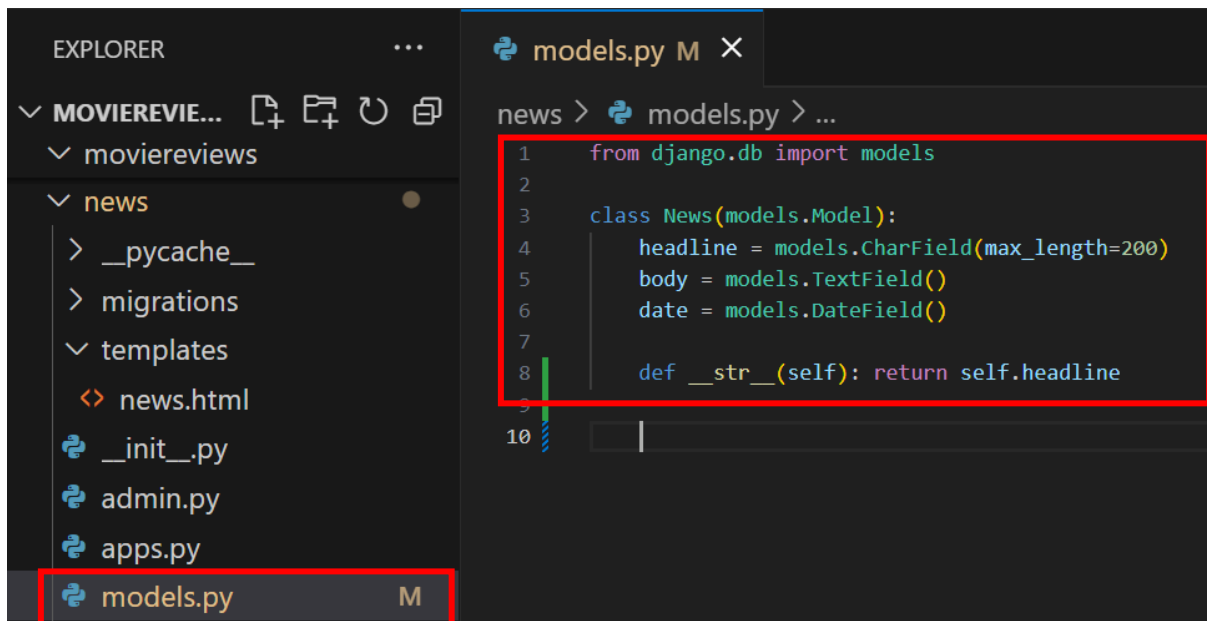 EXPLORER ...
MOVIEREVIE...
moviereviews
news
__pycache__
migrations
templates
<> news.html
__init__.py
admin.py
apps.py
models.py M
models.py M
news > models.py > ...
1 from django.db import models
2
3 class News(models.Model):
4     headline = models.CharField(max_length=200)
5     body = models.TextField()
6     date = models.DateField()
7
8     def __str__(self): return self.headline
9
10